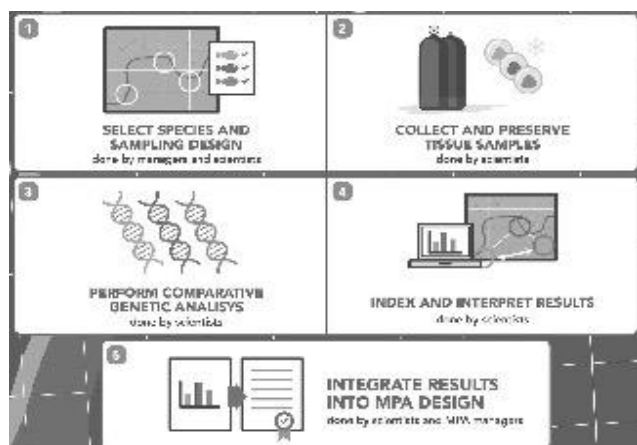 1
SELECT SPECIES AND
SAMPLING DESIGN
done by managers and scientists
2
COLLECT AND PRESERVE
TISSUE SAMPLES
done by scientists
3
PERFORM COMPARATIVE
GENETIC ANALISYS
done by scientists
4
INDEX AND INTERPRET RESULTS
done by scientists
5
INTEGRATE RESULTS
INTO MPA DESIGN
done by scientists and MPA managers